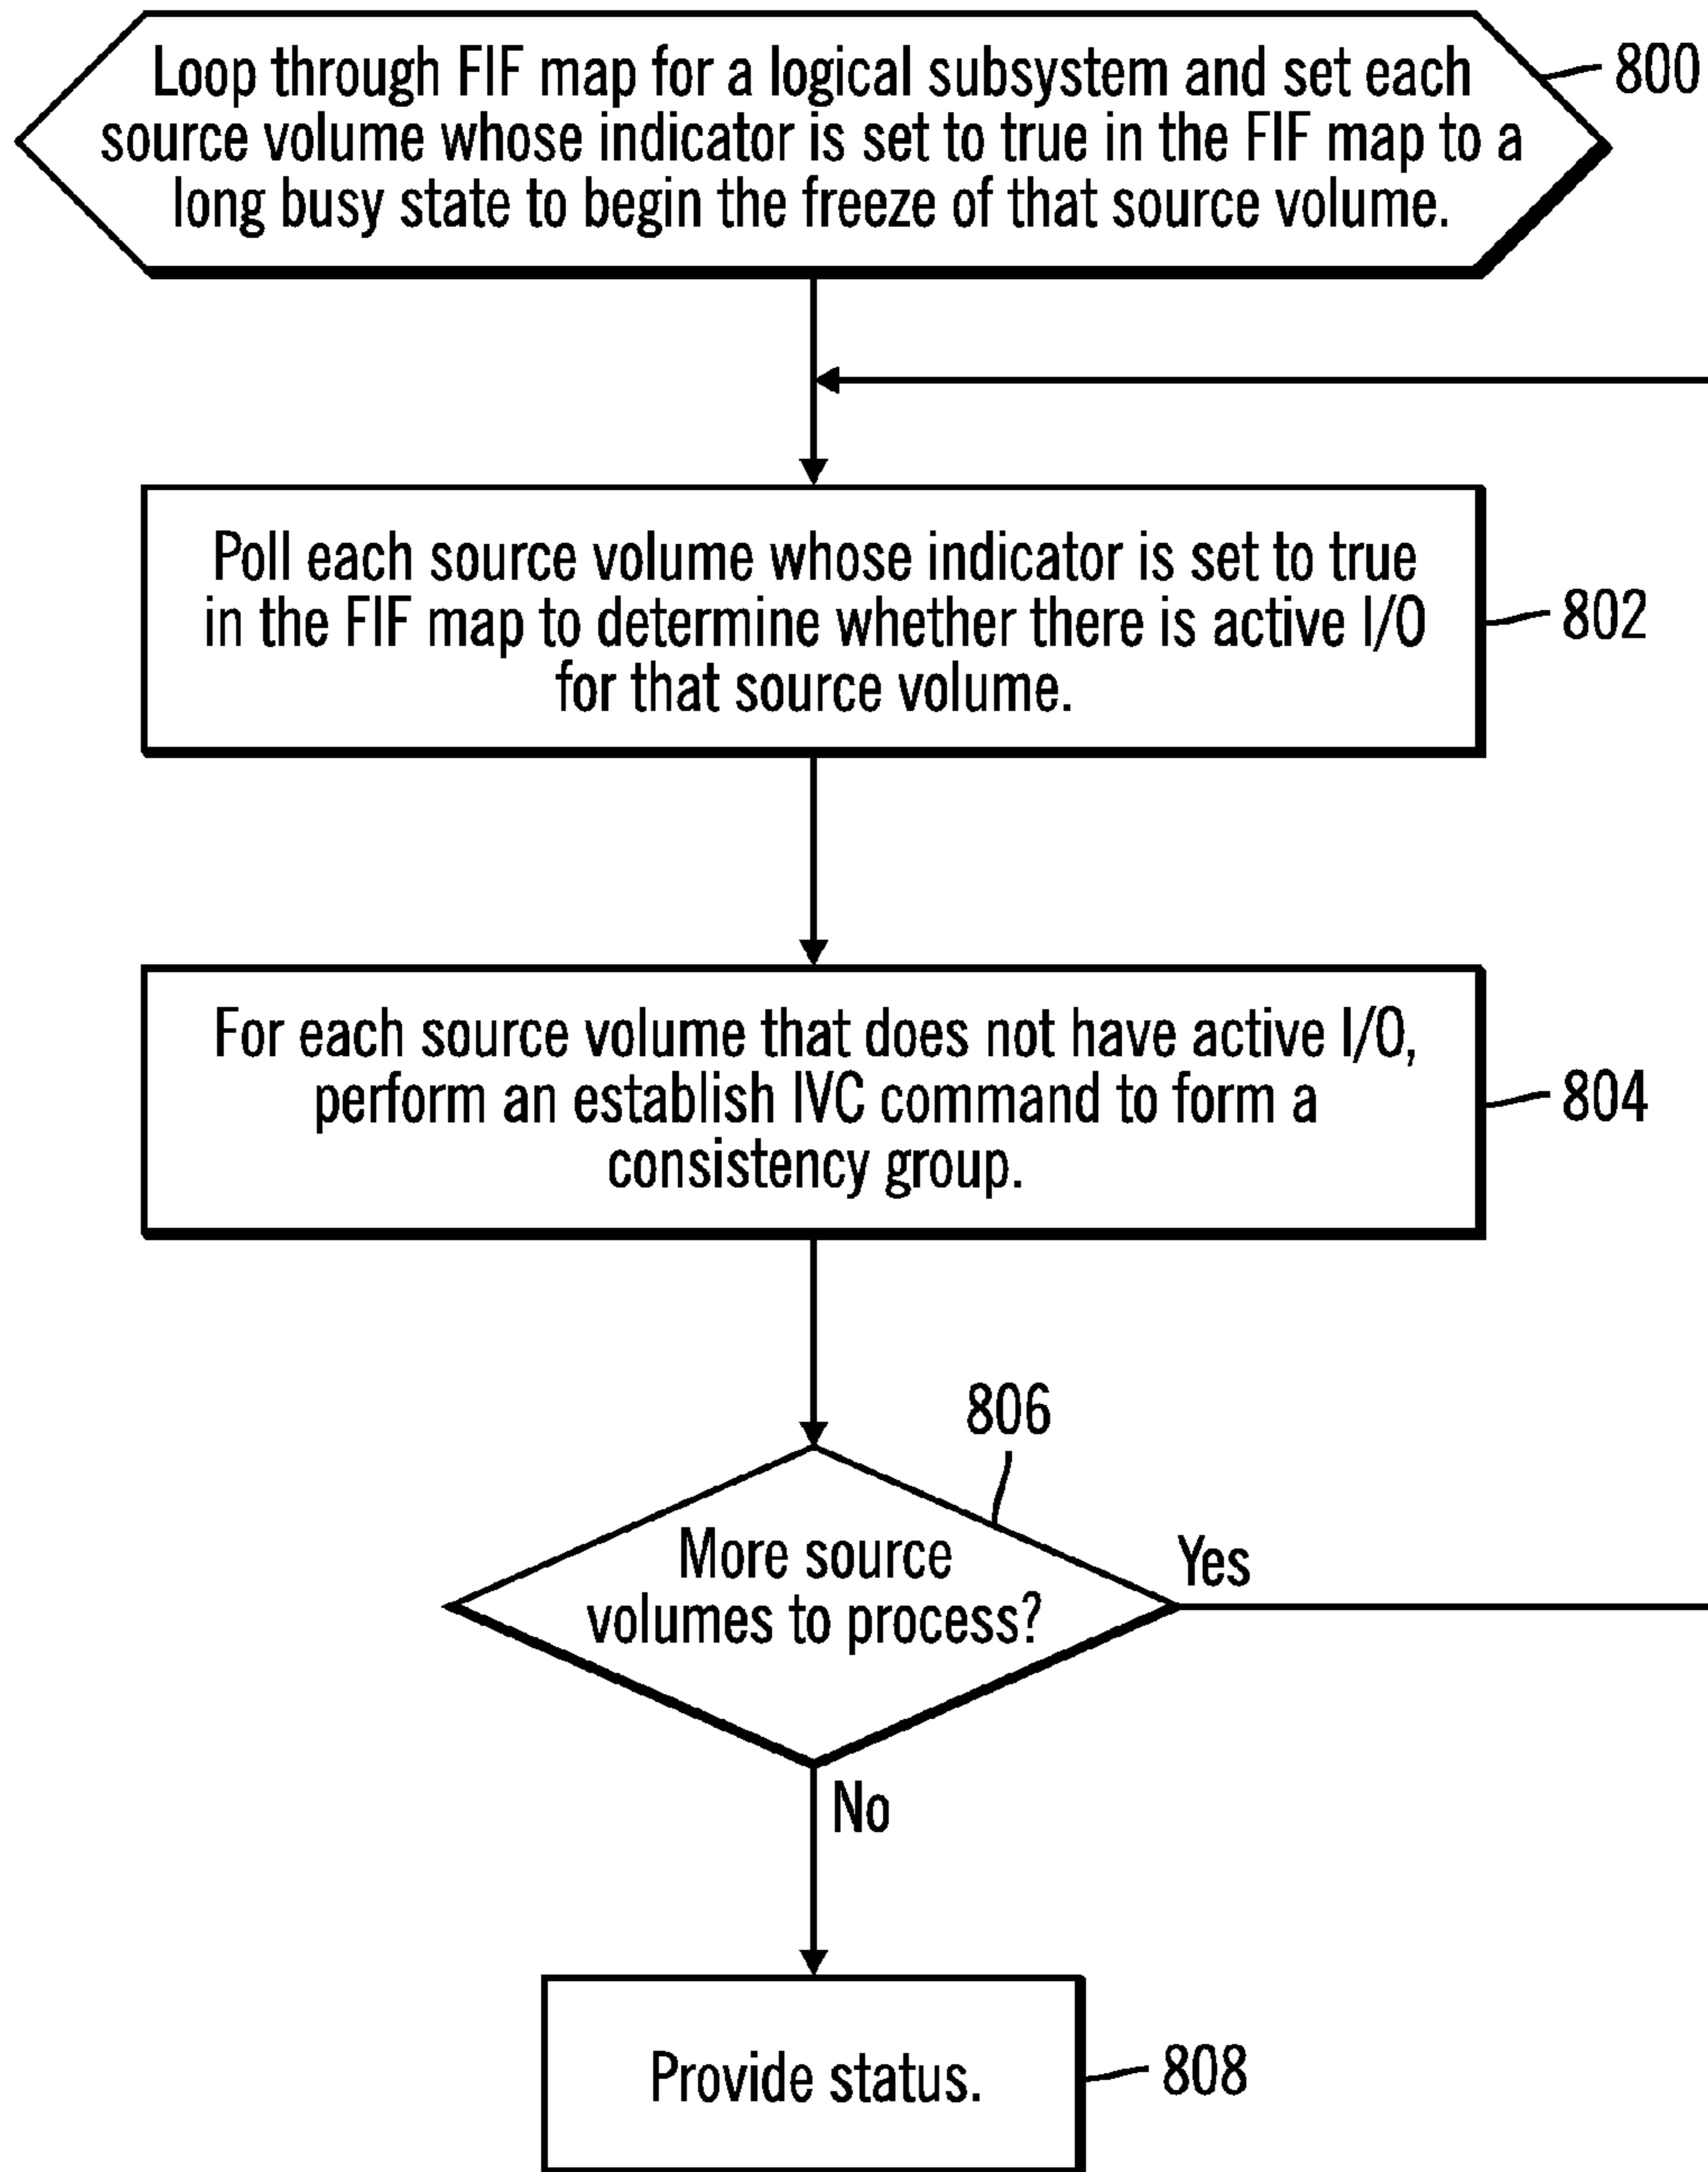 Loop through FIF map for a logical subsystem and set each
source volume whose indicator is set to true in the FIF map to a
long busy state to begin the freeze of that source volume.
800
Poll each source volume whose indicator is set to true
in the FIF map to determine whether there is active I/O
for that source volume.
802
For each source volume that does not have active I/O,
perform an establish IVC command to form a
consistency group.
804
806
More source
volumes to process?
Yes
No
Provide status.
808